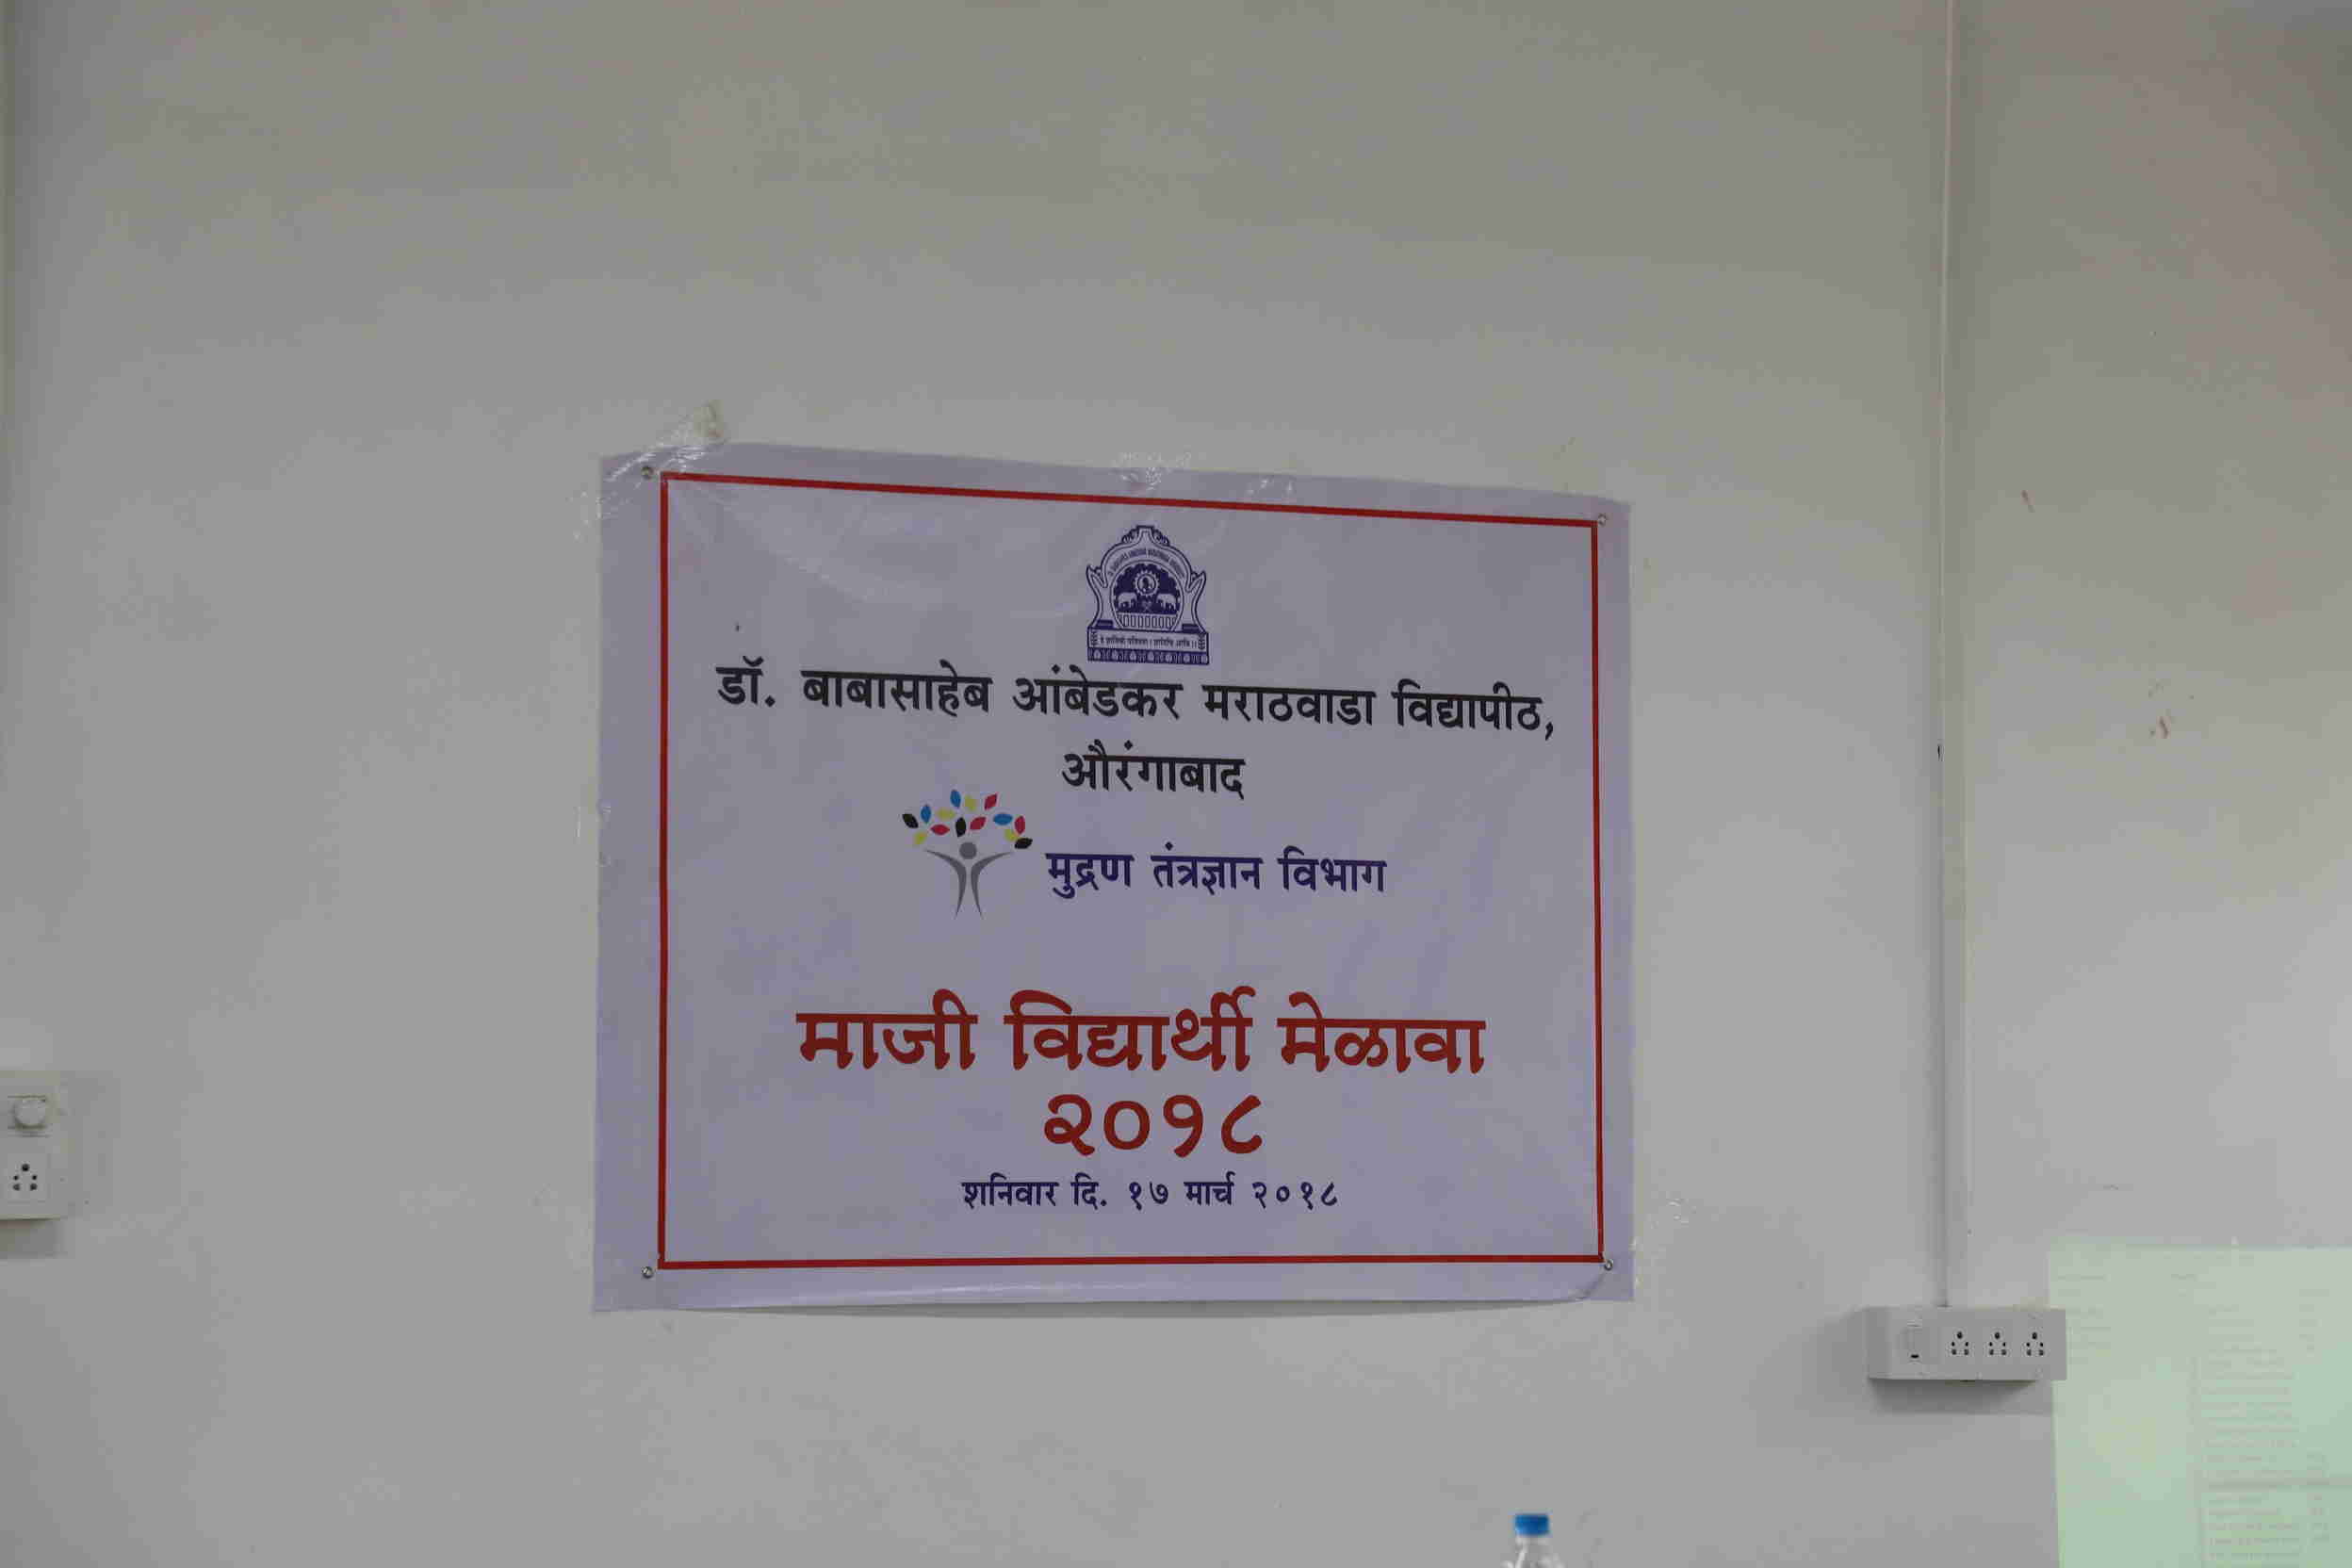 डॉ. बाबासाहेब आंबेडकर मराठवाडा विद्यापीठ,
औरंगाबाद
मुद्रण तंत्रज्ञान विभाग
माजी विद्यार्थी मेळावा
२०१८
शनिवार दि. १७ मार्च २०१८